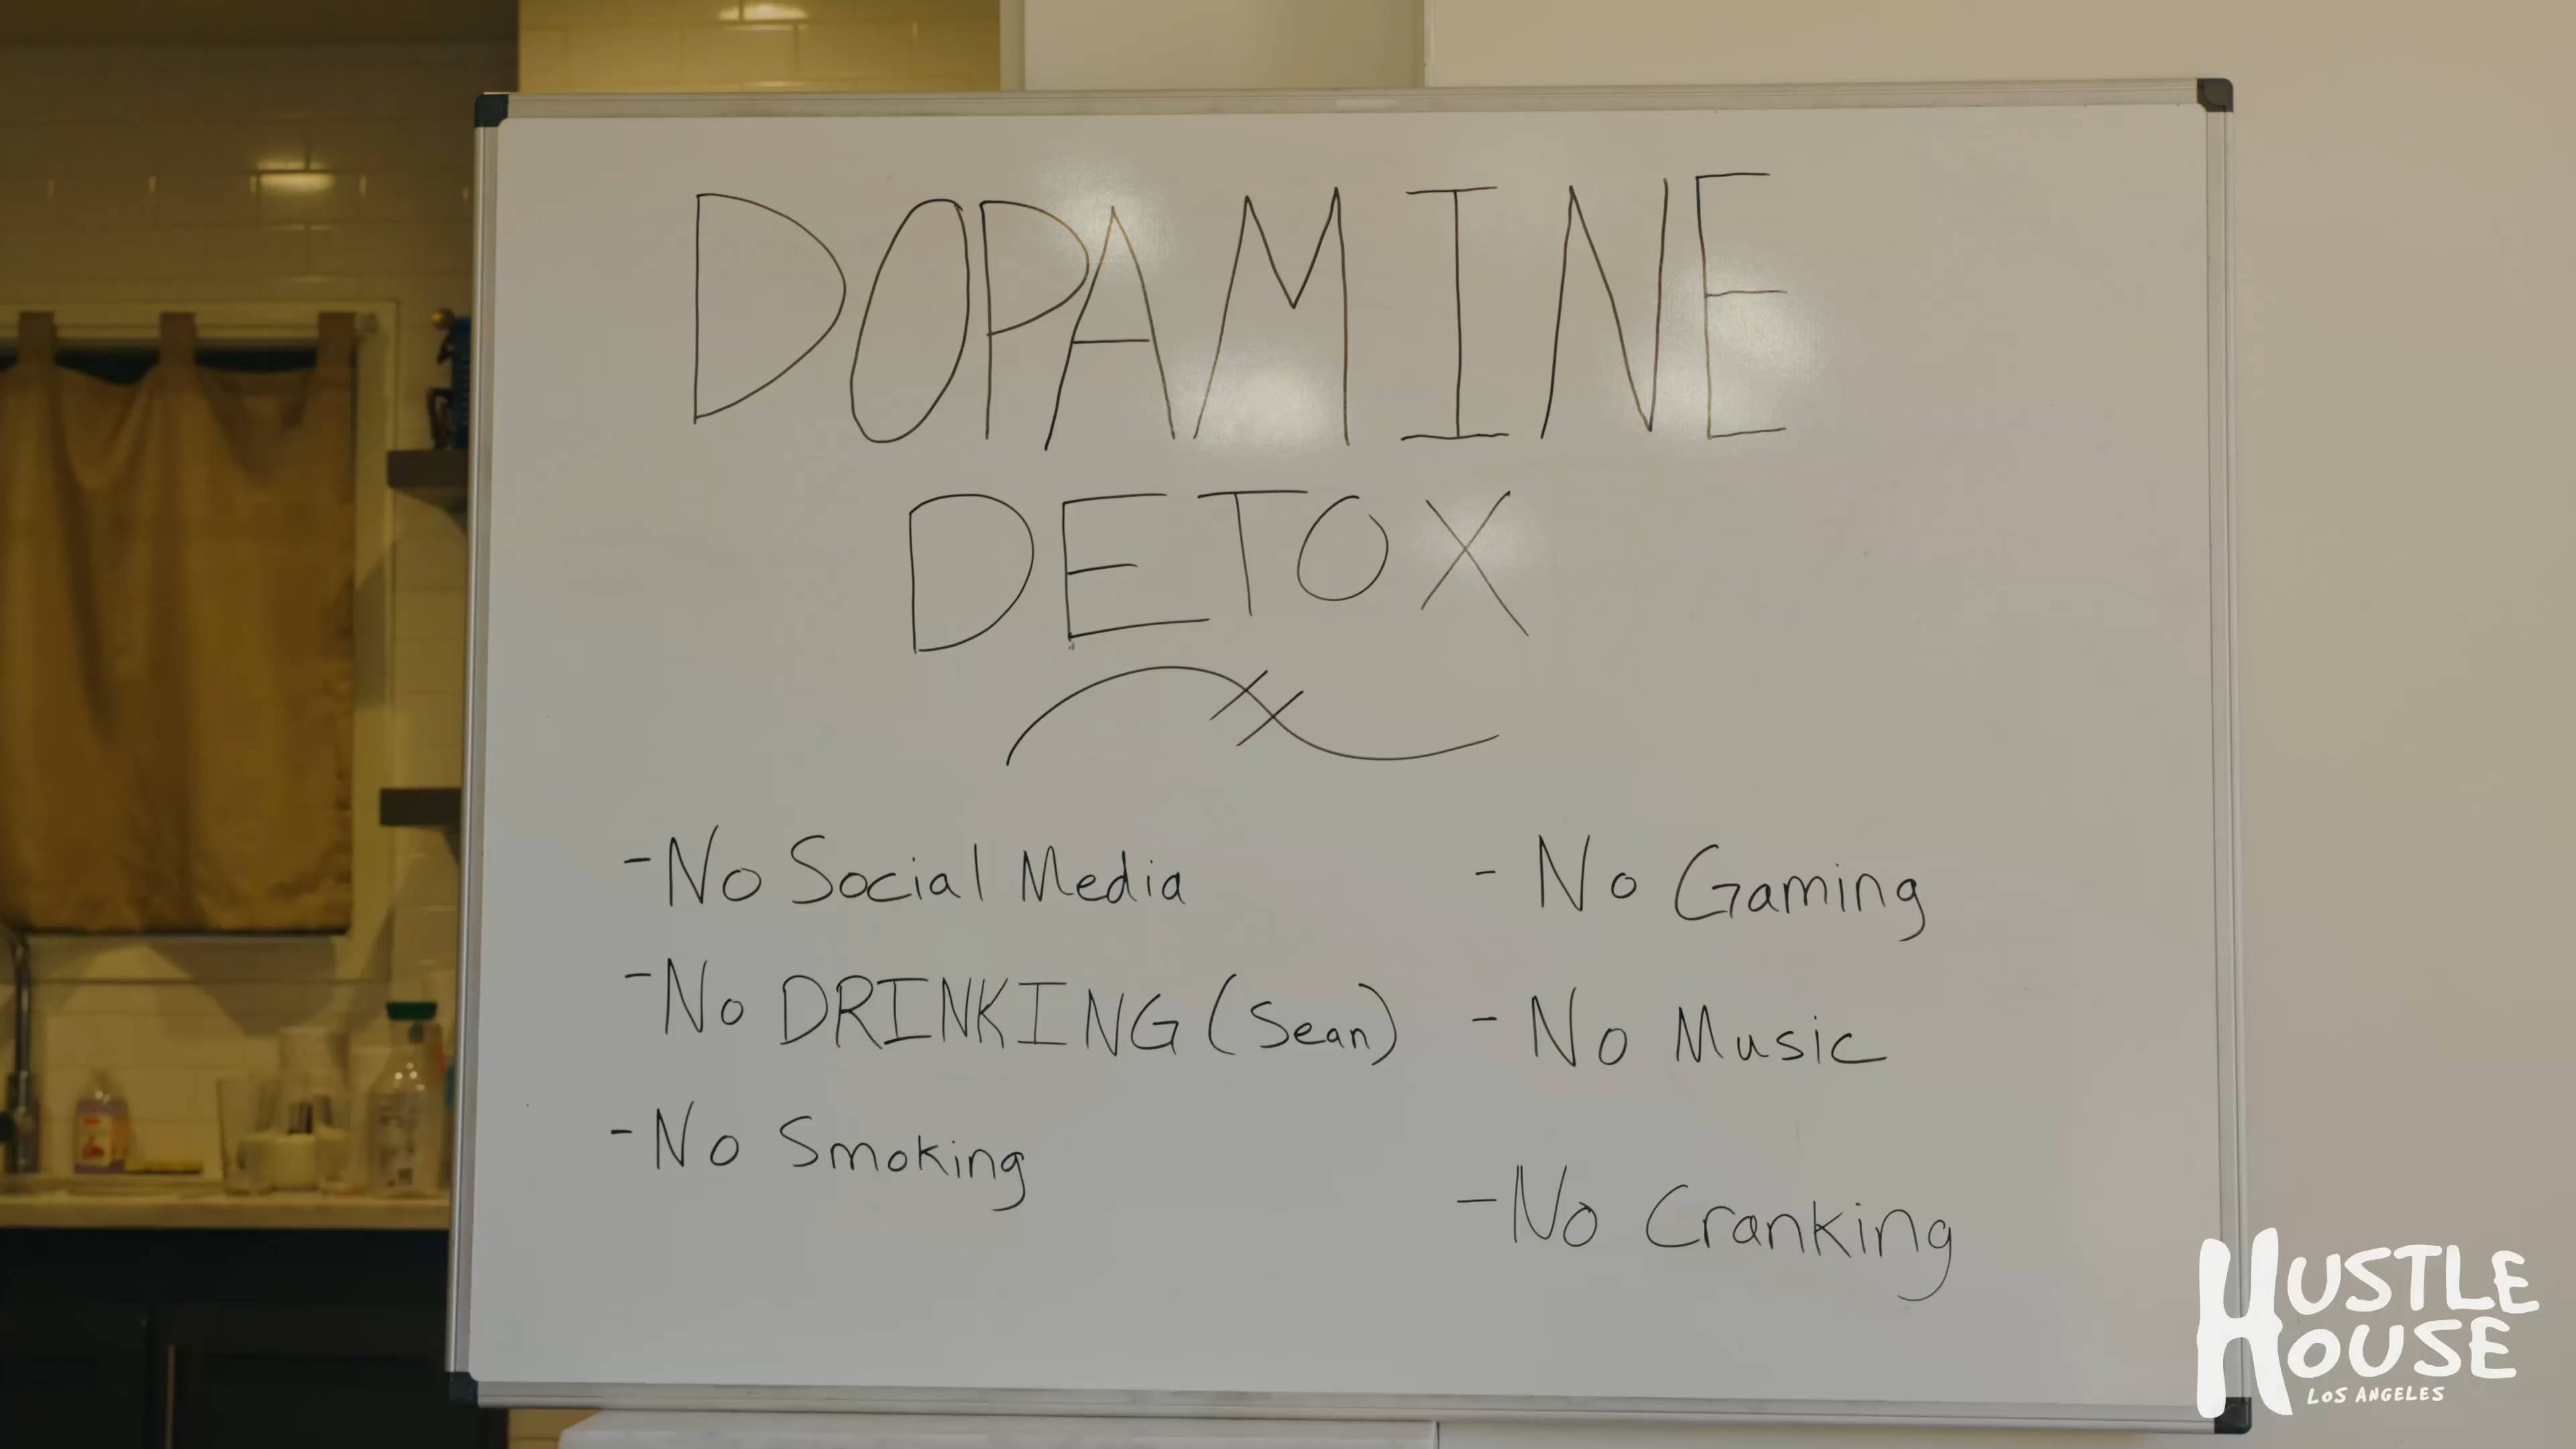 DOPAMINE
DETOX
-No Social Media
-No DRINKING (Sean)
-No Smoking
- No Gaming
- No Music
-No Cranking
HUSTLE
HOUSE
LOS ANGELES